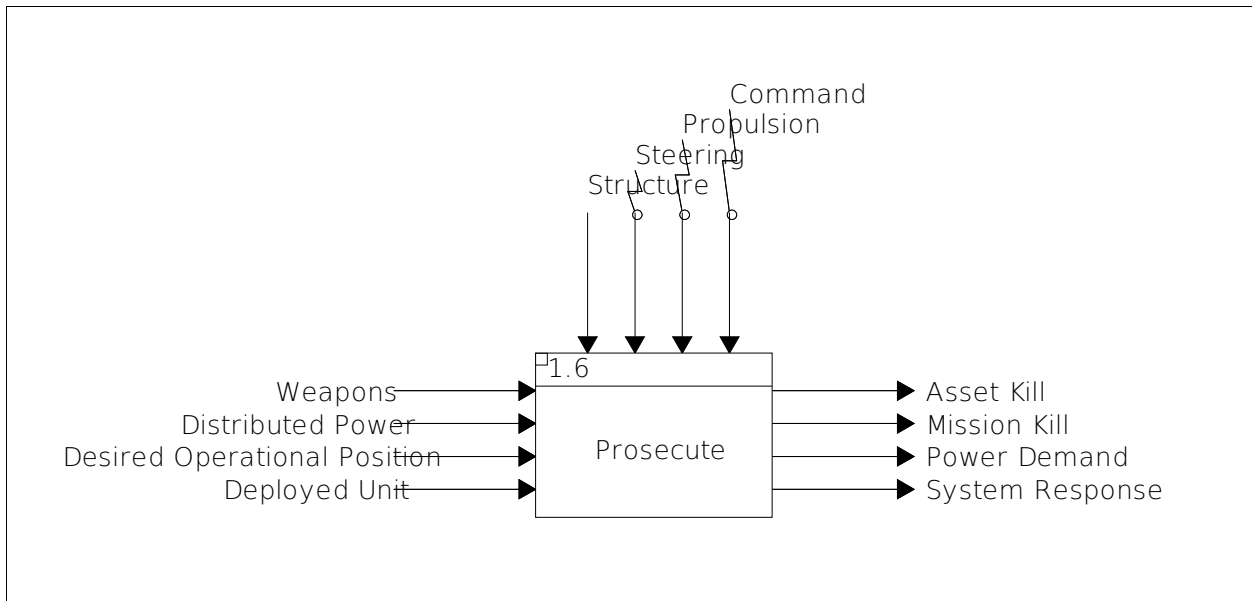 Command
Propulsion
Steering
Structure
1.6
Weapons
Asset Kill
Distributed Power
Mission Kill
Prosecute
Desired Operational Position
Power Demand
Deployed Unit
System Response